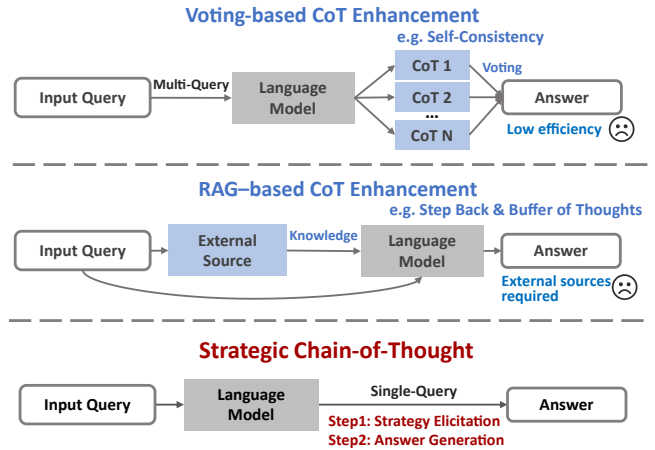 Voting-based CoT Enhancement
e.g. Self-Consistency
Input Query
Multi-Query
Language
Model
CoT 1
CoT 2
...
CoT N
Voting
Answer
Low efficiency
RAG–based CoT Enhancement
e.g. Step Back & Buffer of Thoughts
Input Query
External
Source
Knowledge
Language
Model
Answer
External sources
required
Strategic Chain-of-Thought
Input Query
Language
Model
Single-Query
Step1: Strategy Elicitation
Step2: Answer Generation
Answer